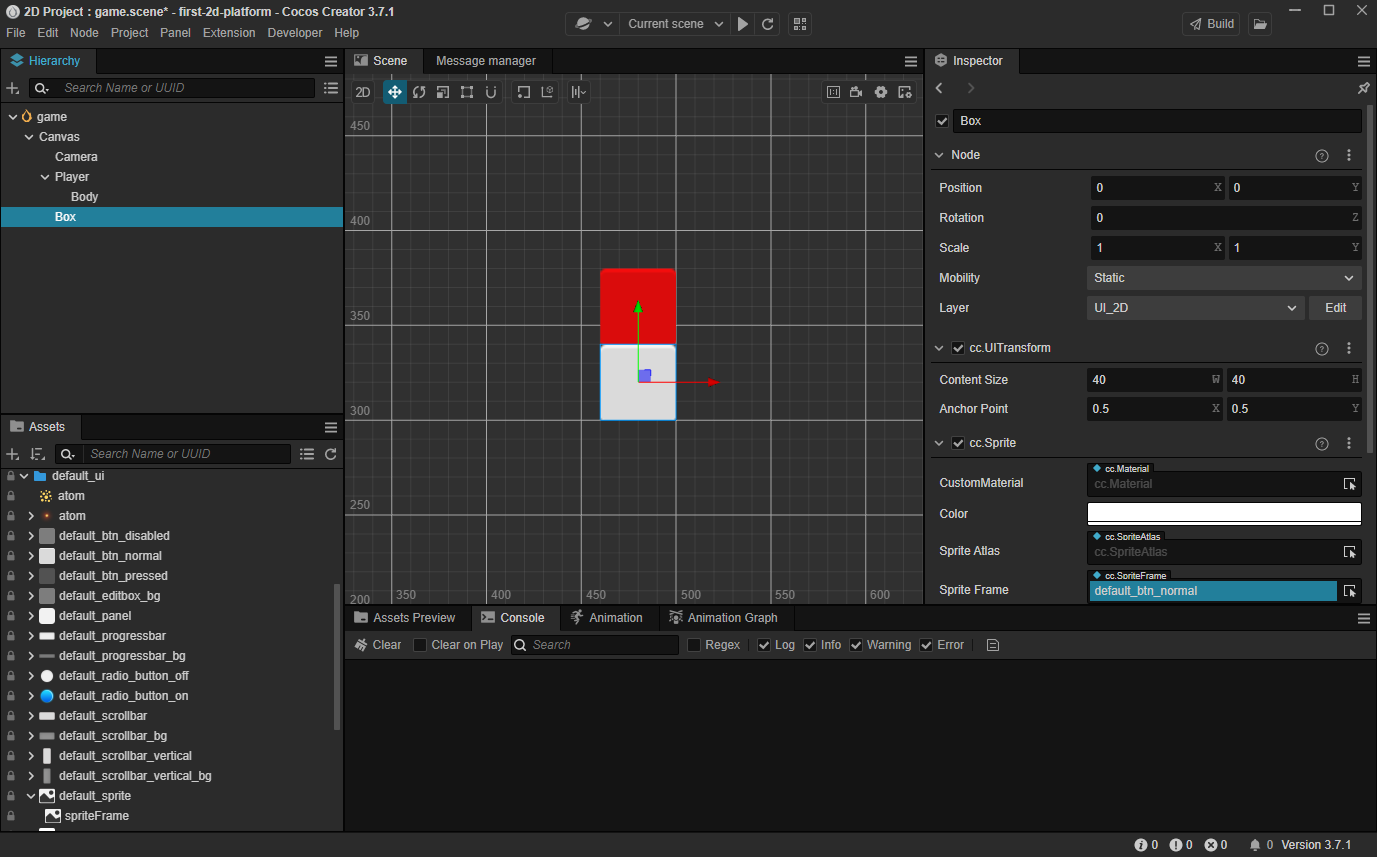 2D Project : game.scene* - first-2d-platform - Cocos Creator 3.7.1
File Edit Node Project Panel Extension Developer Help
Current scene
Build
Hierarchy
Search Name or UUID
game
Canvas
Camera
Player
Body
Box
Assets
Search Name or UUID
default_ui
atom
atom
default_btn_disabled
default_btn_normal
default_btn_pressed
default_editbox_bg
default_panel
default_progressbar
default_progressbar_bg
default_radio_button_off
default_radio_button_on
default_scrollbar
default_scrollbar_bg
default_scrollbar_vertical
default_scrollbar_vertical_bg
default_sprite
spriteFrame
Scene Message manager
2D
450
400
350
300
250
200
350 400 450 500 550 600
Assets Preview Console Animation Animation Graph
Clear Clear on Play Search Regex Log Info Warning Error
Inspector
Box
Node
Position 0 X 0 Y
Rotation 0 Z
Scale 1 X 1 Y
Mobility Static
Layer UI_2D Edit
cc.UITransform
Content Size 40 W 40 H
Anchor Point 0.5 X 0.5 Y
cc.Sprite
cc.Material
CustomMaterial cc.Material
Color
cc.SpriteAtlas
Sprite Atlas cc.SpriteAtlas
cc.SpriteFrame
Sprite Frame default_btn_normal
0 0 0 0 Version 3.7.1